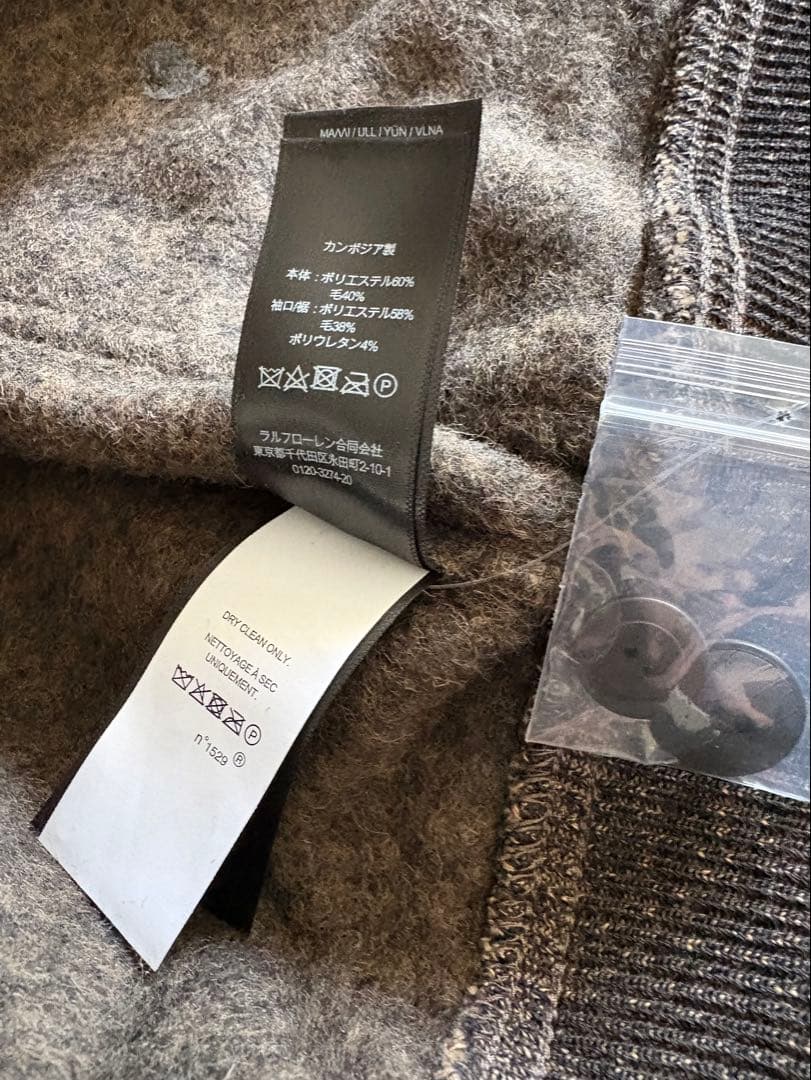 ΜΑΛΛΙ / ULL / YÜN / VLNA
カンボジア製
本体 : ポリエステル60%
毛40%
袖口/裾 : ポリエステル58%
毛38%
ポリウレタン4%
P
ラルフローレン合同会社
東京都千代田区永田町2-10-1
0120-3274-20
DRY CLEAN ONLY.
NETTOYAGE À SEC
UNIQUEMENT.
P
n°1529 ®